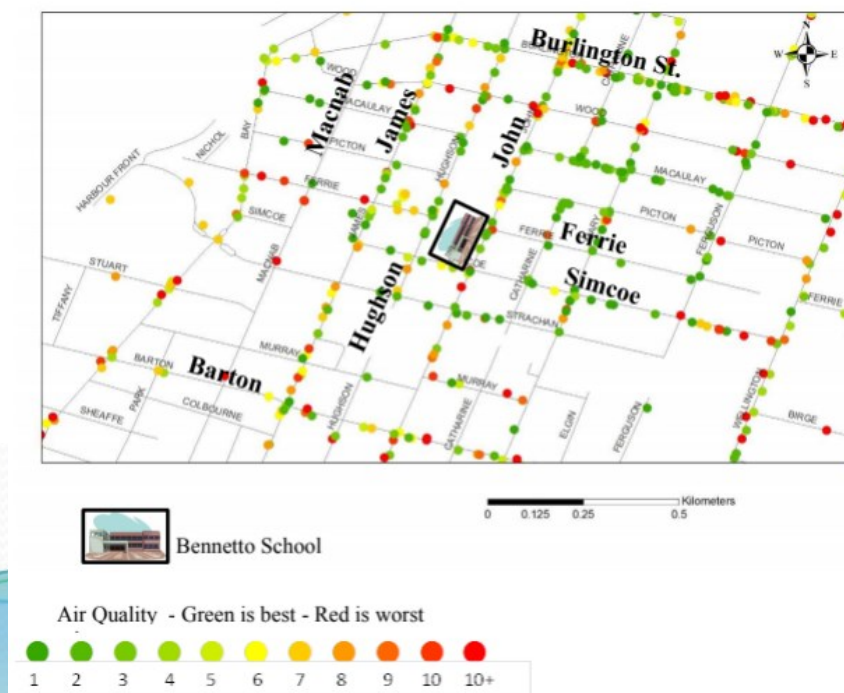 Burlington St.
N
W E
S
WOOD
Macnab
MACAULAY
James
WOOD
John
BAY
NICHOL
PICTON
HUGHSON
MACAULAY
HARBOUR FRONT
FERRIE
PICTON
PICTON
SIMCOE
JAMES
FERRIE
Ferrie
FERGUSON
STUART
MACNAB
Hughson
CATHARINE
Simcoe
FERRIE
TIFFANY
STRACHAN
MURRAY
BARTON
Barton
MURRAY
PARK
COLBOURNE
HUGHSON
CATHARINE
ELGIN
FERGUSON
WELLINGTON
SHEAFFE
BIRGE
Kilometers
0 0.125 0.25 0.5
Bennetto School
Air Quality - Green is best - Red is worst
1 2 3 4 5 6 7 8 9 10 10+